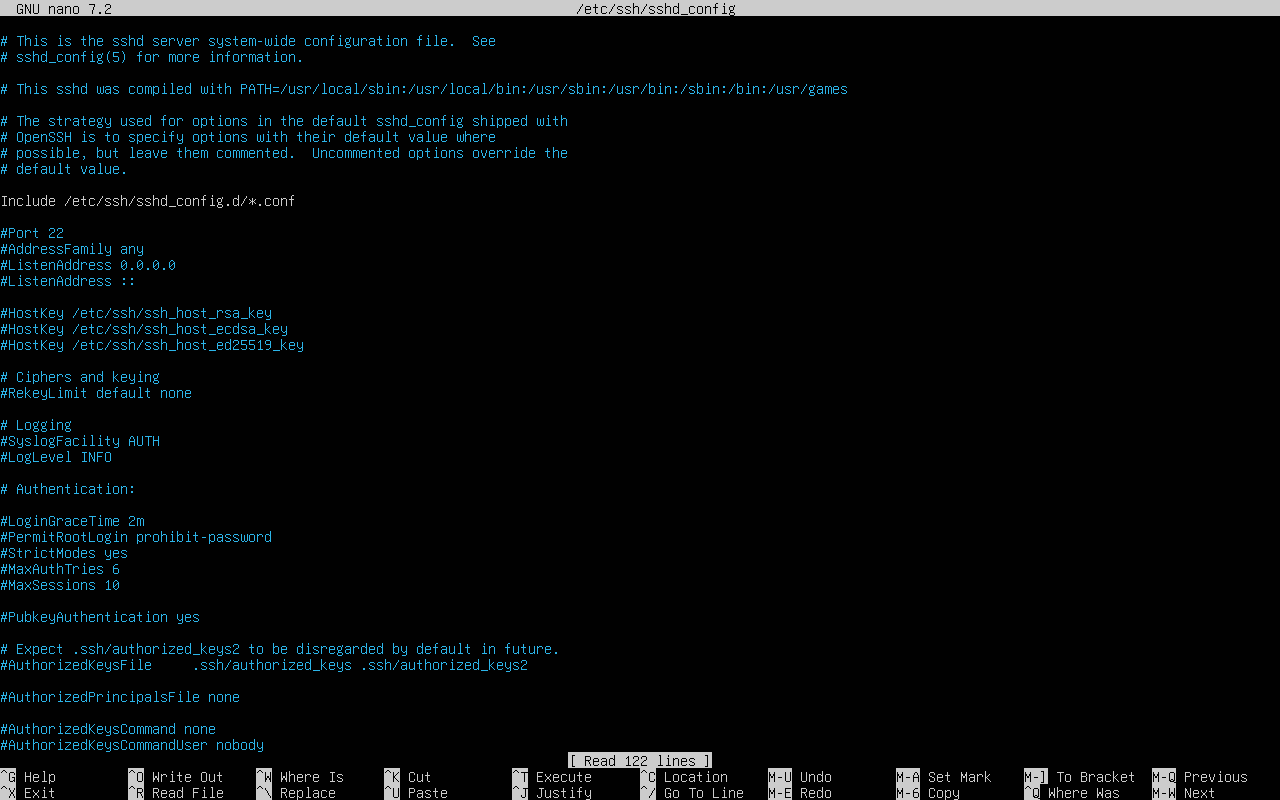 GNU nano 7.2 /etc/ssh/sshd_config
# This is the sshd server system-wide configuration file.  See
# sshd_config(5) for more information.
# This sshd was compiled with PATH=/usr/local/sbin:/usr/local/bin:/usr/sbin:/usr/bin:/sbin:/bin:/usr/games
# The strategy used for options in the default sshd_config shipped with
# OpenSSH is to specify options with their default value where
# possible, but leave them commented.  Uncommented options override the
# default value.
Include /etc/ssh/sshd_config.d/*.conf
#Port 22
#AddressFamily any
#ListenAddress 0.0.0.0
#ListenAddress ::
#HostKey /etc/ssh/ssh_host_rsa_key
#HostKey /etc/ssh/ssh_host_ecdsa_key
#HostKey /etc/ssh/ssh_host_ed25519_key
# Ciphers and keying
#RekeyLimit default none
# Logging
#SyslogFacility AUTH
#LogLevel INFO
# Authentication:
#LoginGraceTime 2m
#PermitRootLogin prohibit-password
#StrictModes yes
#MaxAuthTries 6
#MaxSessions 10
#PubkeyAuthentication yes
# Expect .ssh/authorized_keys2 to be disregarded by default in future.
#AuthorizedKeysFile     .ssh/authorized_keys .ssh/authorized_keys2
#AuthorizedPrincipalsFile none
#AuthorizedKeysCommand none
#AuthorizedKeysCommandUser nobody
[ Read 122 lines ]
^G Help ^O Write Out ^W Where Is ^K Cut ^T Execute ^C Location M-U Undo M-A Set Mark M-] To Bracket M-Q Previous
^X Exit ^R Read File ^\ Replace ^U Paste ^J Justify ^/ Go To Line M-E Redo M-6 Copy ^Q Where Was M-W Next